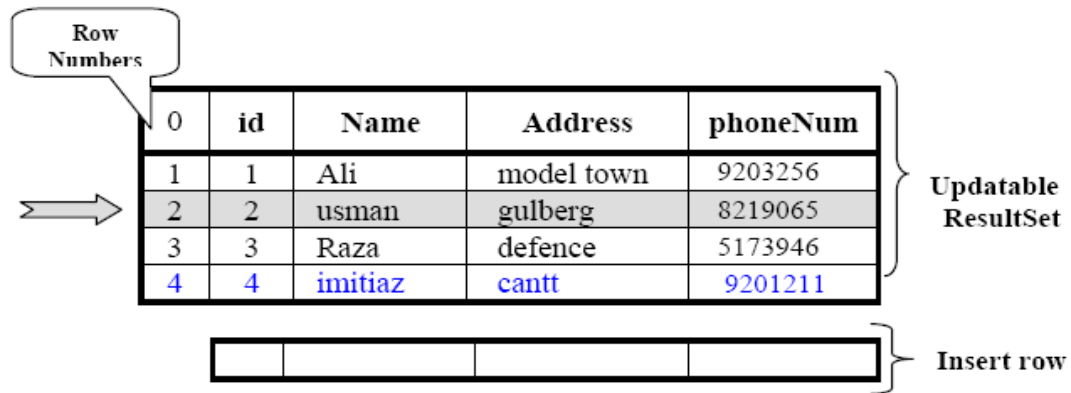 Row
Numbers
0 id Name Address phoneNum
1 1 Ali model town 9203256
2 2 usman gulberg 8219065
3 3 Raza defence 5173946
4 4 imitiaz cantt 9201211
Updatable
ResultSet
Insert row